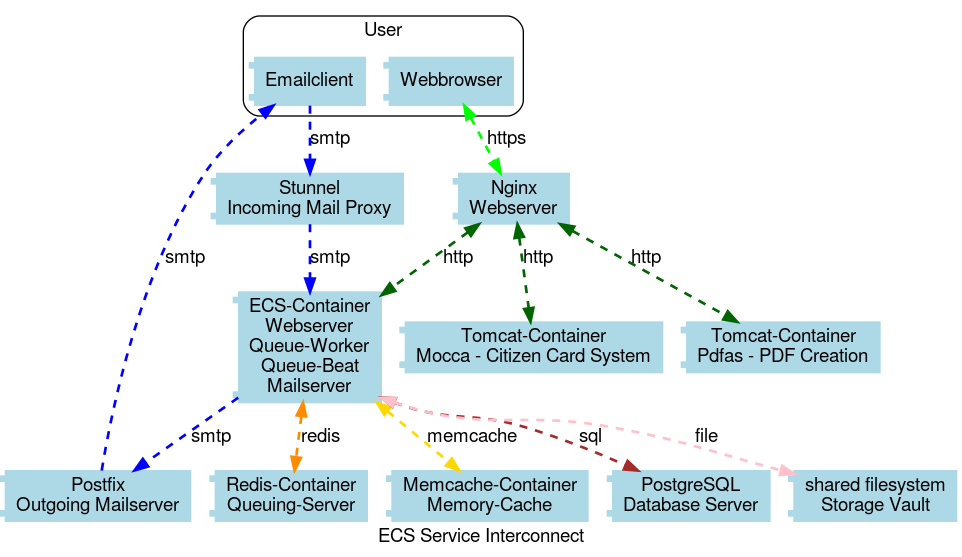 User
Emailclient
Webbrowser
smtp
https
Stunnel
Incoming Mail Proxy
Nginx
Webserver
smtp
smtp
http
http
http
ECS-Container
Webserver
Queue-Worker
Queue-Beat
Mailserver
Tomcat-Container
Mocca - Citizen Card System
Tomcat-Container
Pdfas - PDF Creation
smtp
redis
memcache
sql
file
Postfix
Outgoing Mailserver
Redis-Container
Queuing-Server
Memcache-Container
Memory-Cache
PostgreSQL
Database Server
shared filesystem
Storage Vault
ECS Service Interconnect